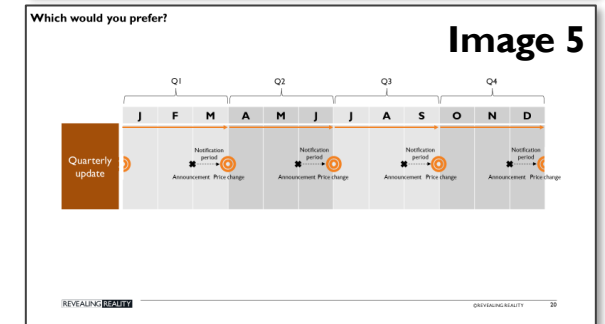 Which would you prefer?
Image 5
Q1 Q2 Q3 Q4
J F M A M J J A S O N D
Quarterly
update
Notification
period
Announcement Price change
Notification
period
Announcement Price change
Notification
period
Announcement Price change
Notification
period
Announcement Price change
REVEALING REALITY
©REVEALING REALITY 20